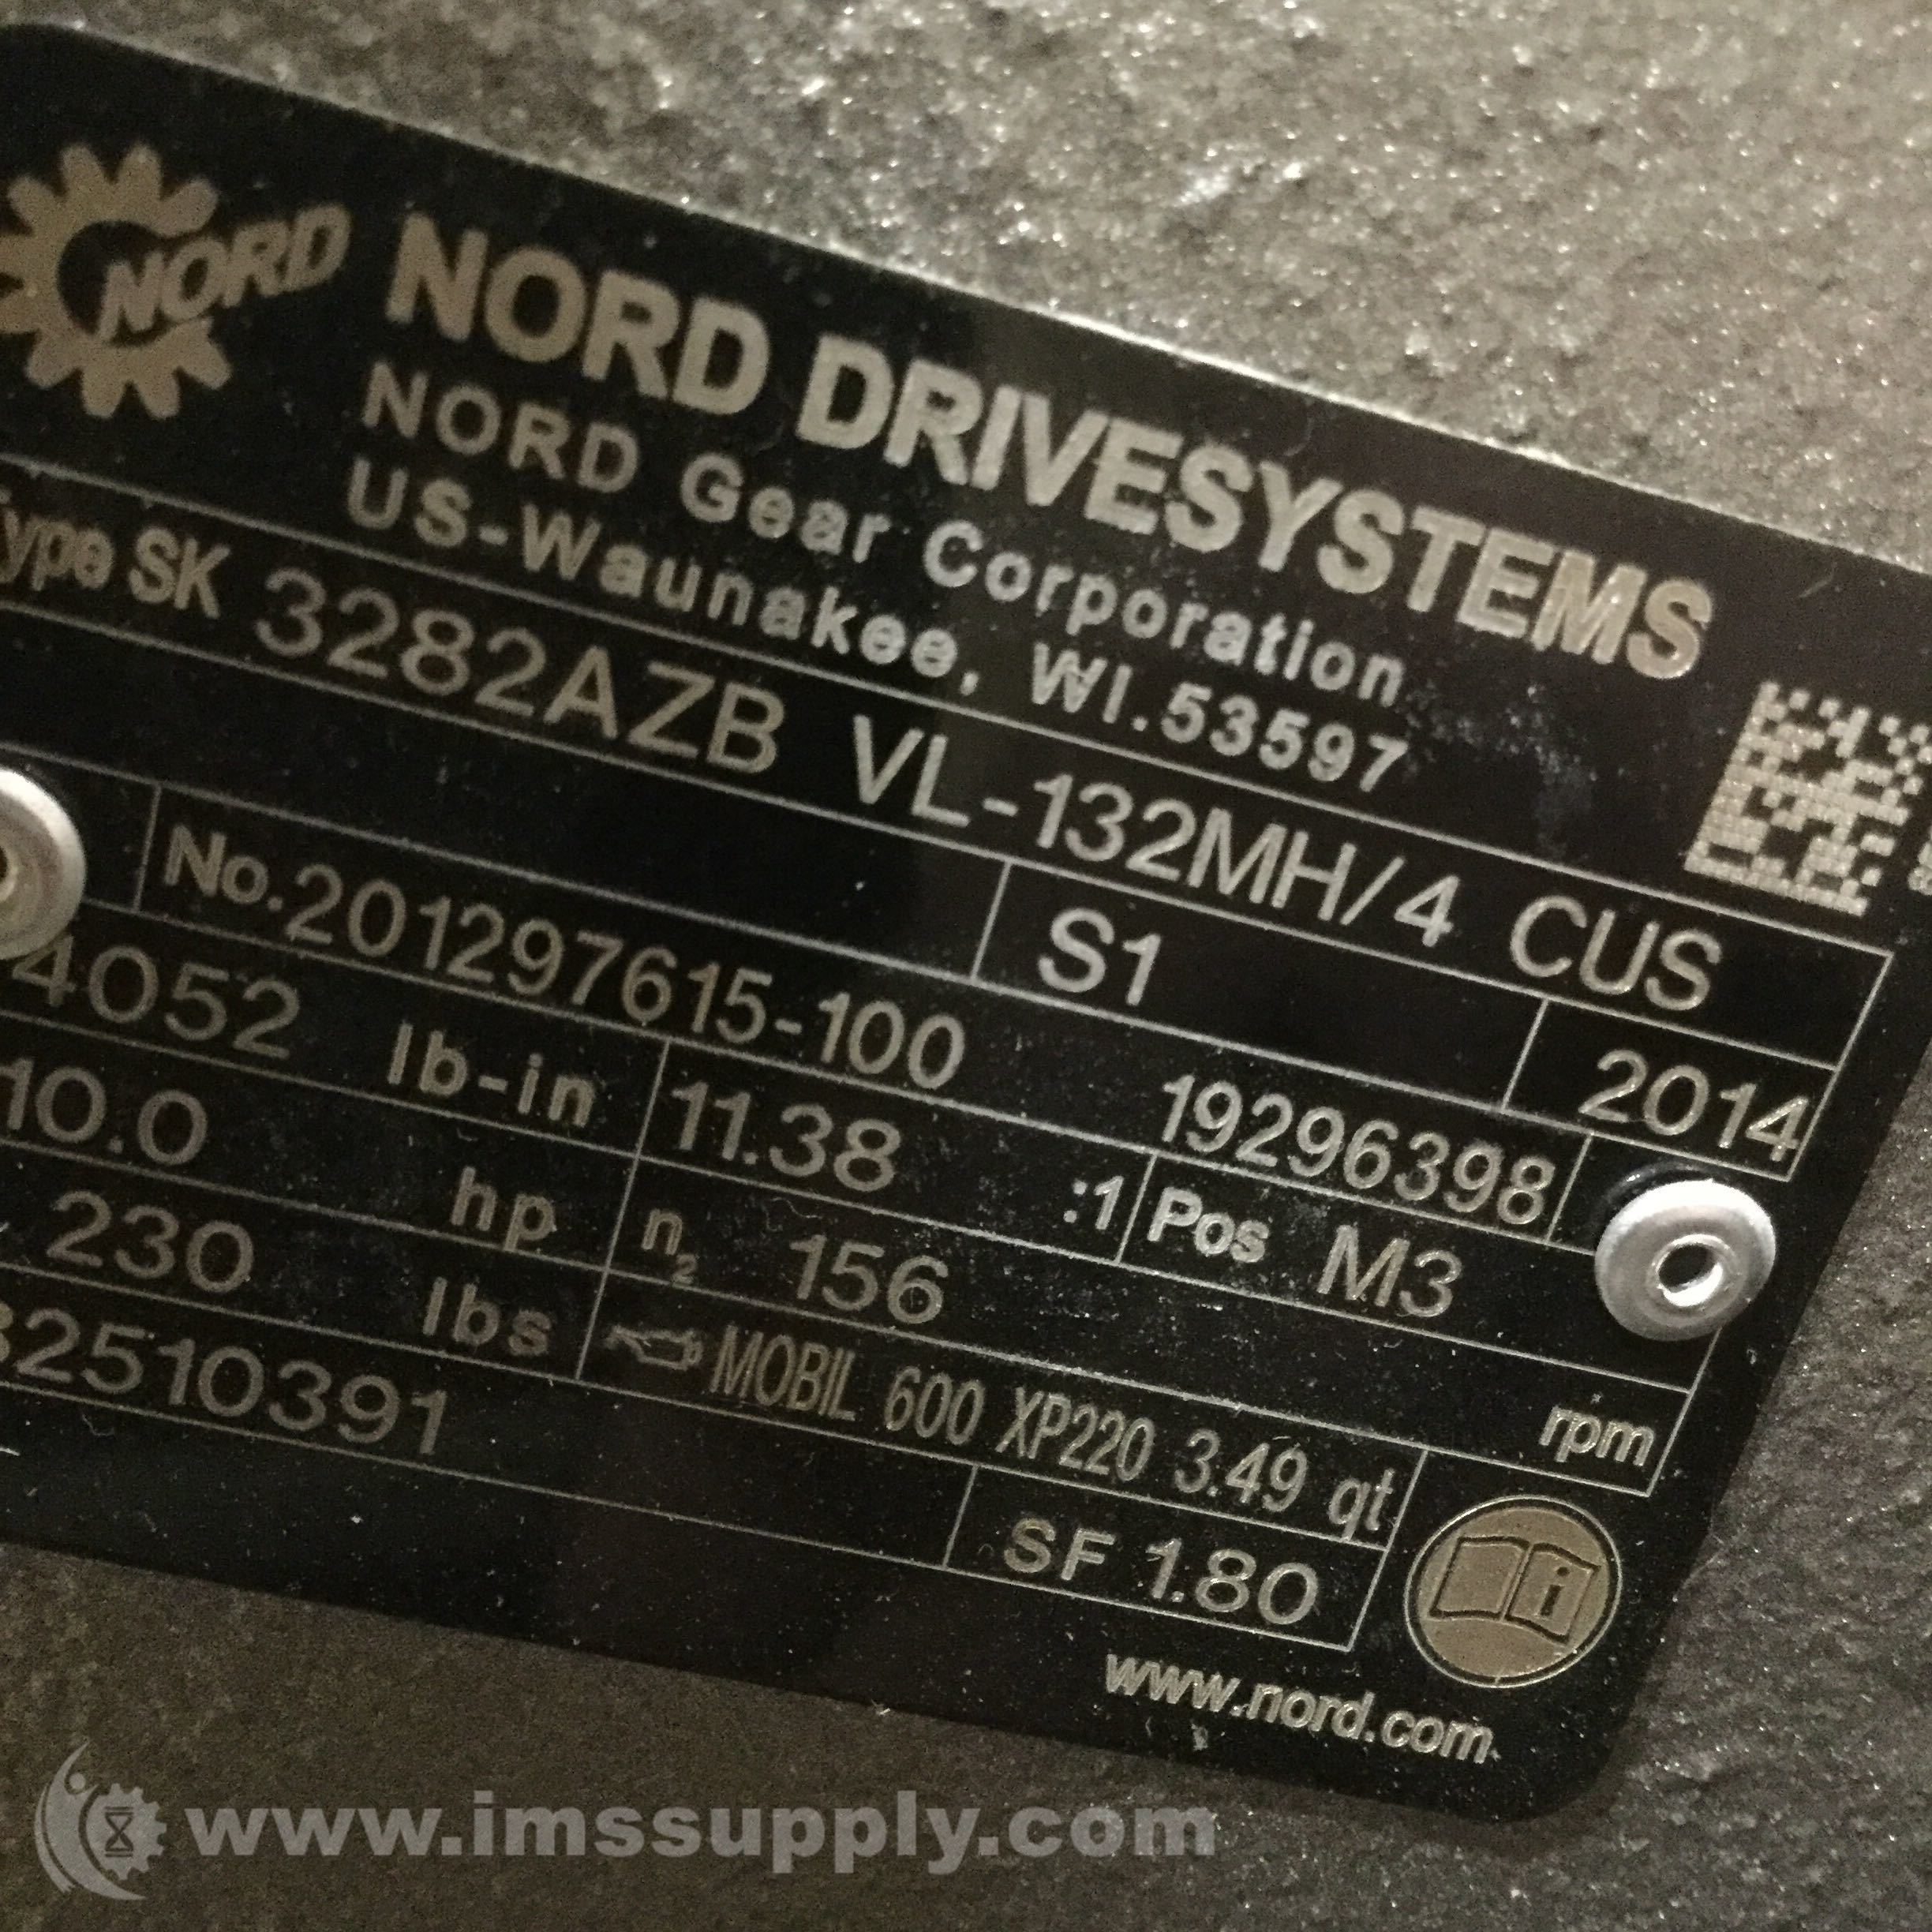 NORD NORD DRIVESYSTEMS
NORD Gear Corporation
US-Waunakee, WI.53597
Type SK 3282AZB VL-132MH/4 CUS
S1 2014
No.201297615-100 19296398
4052 lb-in 11.38 :1 Pos M3
10.0 hp n2 156 rpm
230 lbs MOBIL 600 XP220 3.49 qt
32510391 SF 1.80
i
www.nord.com
www.imssupply.com